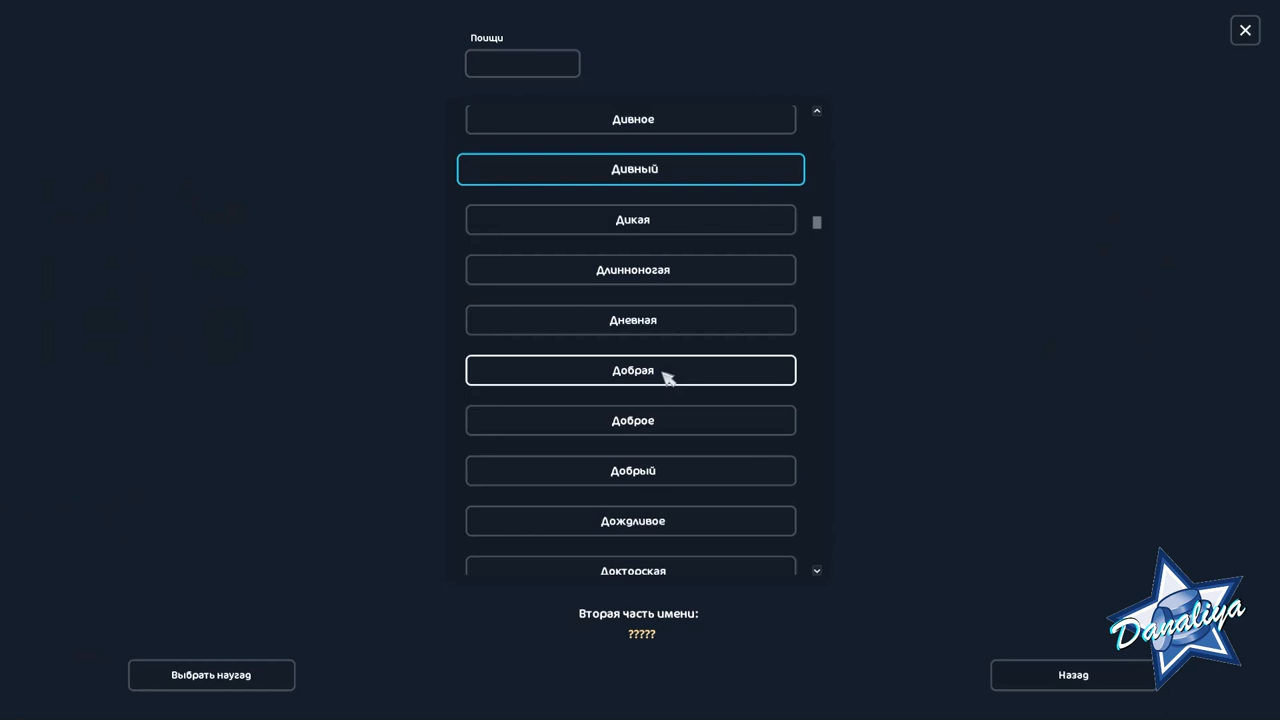 Поищи
Дивное
Дивный
Дикая
Длинноногая
Дневная
Добрая
Доброе
Добрый
Дождливое
Докторская
Вторая часть имени:
?????
Выбрать наугад
Назад
Danaliya